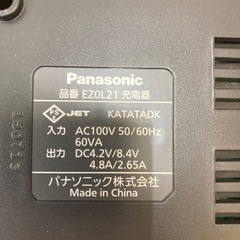 Panasonic
品番 EZ0L21 充電器
PS JET KATATADK
入力 AC100V 50/60Hz
60VA
出力 DC4.2V/8.4V
4.8A/2.65A
パナソニック株式会社
Made in China